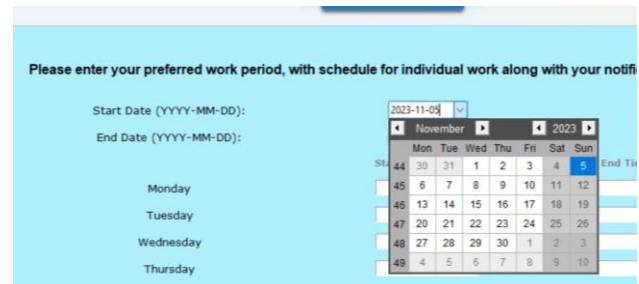 Please enter your preferred work period, with schedule for individual work along with your
Start Date (YYYY-MM-DD):
2023-11-05
November 2023
End Date (YYYY-MM-DD):
Mon Tue Wed Thu Fri Sat Sun
44 30 31 1 2 3 4 5
Monday
45 6 7 8 9 10 11 12
46 13 14 15 16 17 18 19
Tuesday
47 20 21 22 23 24 25 26
Wednesday
48 27 28 29 30 1 2 3
Thursday
49 4 5 6 7 8 9 10
End